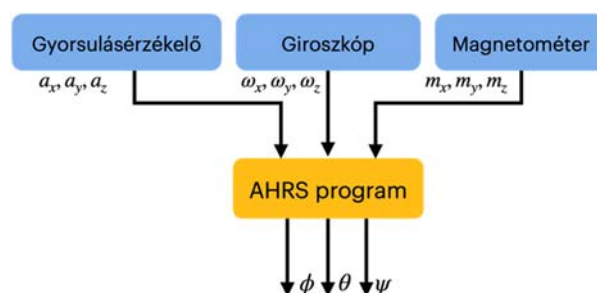 Gyorsulásérzékelő Giroszkóp Magnetométer
aₓ, a_y, a_z ωₓ, ω_y, ω_z mₓ, m_y, m_z
AHRS program
ϕ θ ψ